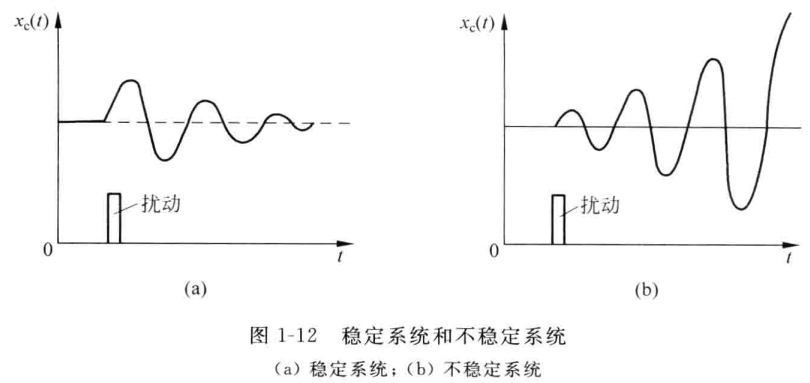 x_c(t)
扰动
0
t
(a)
x_c(t)
扰动
0
t
(b)
图 1-12 稳定系统和不稳定系统
(a) 稳定系统；(b) 不稳定系统